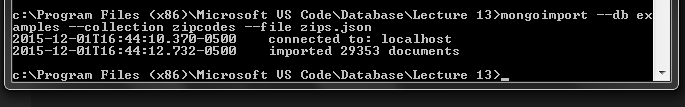 c:\Program Files (x86)\Microsoft VS Code\Database\Lecture 13>mongoimport --db ex
amples --collection zipcodes --file zips.json
2015-12-01T16:44:10.370-0500    connected to: localhost
2015-12-01T16:44:12.732-0500    imported 29353 documents
c:\Program Files (x86)\Microsoft VS Code\Database\Lecture 13>_